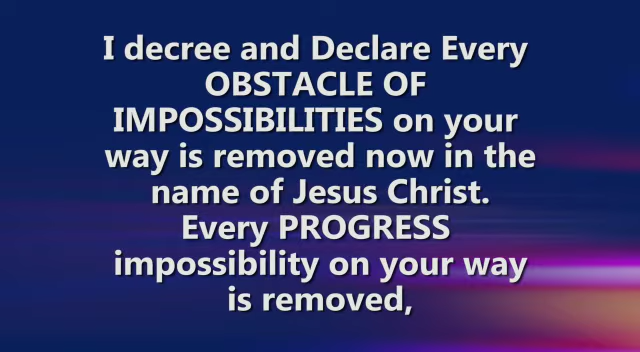 I decree and Declare Every
OBSTACLE OF
IMPOSSIBILITIES on your
way is removed now in the
name of Jesus Christ.
Every PROGRESS
impossibility on your way
is removed,